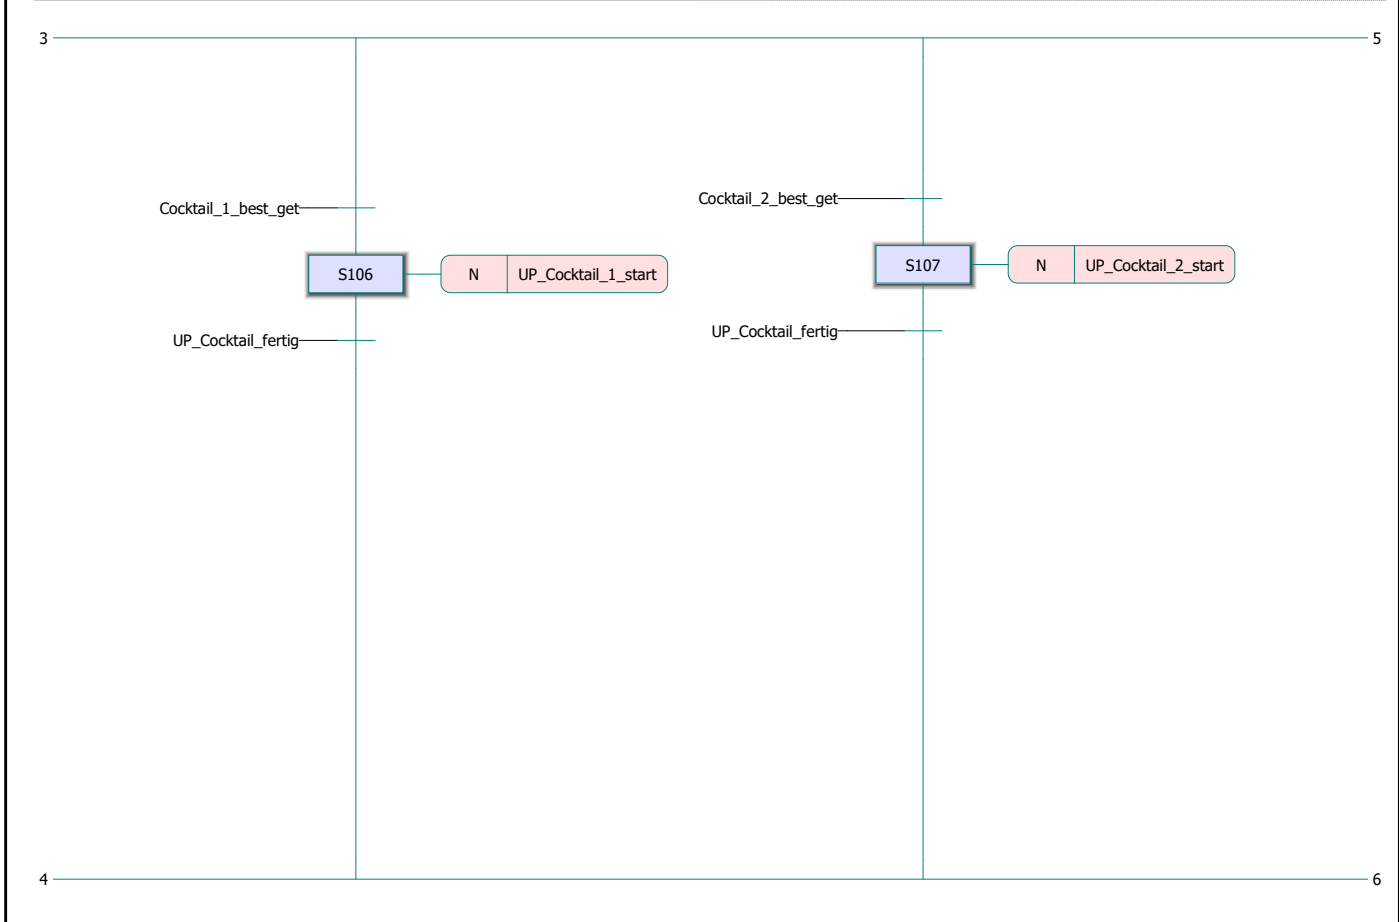 3
5
Cocktail_1_best_get
Cocktail_2_best_get
S106
N
UP_Cocktail_1_start
S107
N
UP_Cocktail_2_start
UP_Cocktail_fertig
UP_Cocktail_fertig
4
6